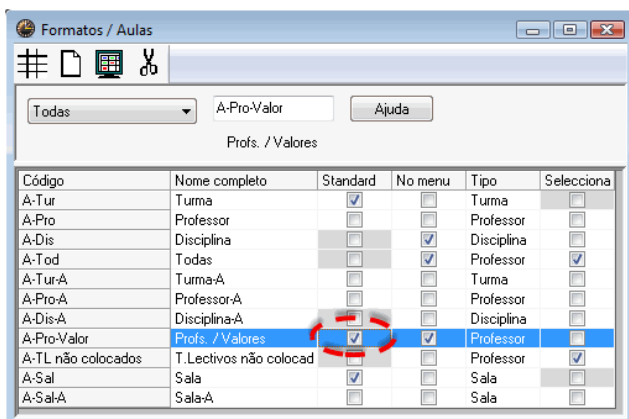 Formatos / Aulas
Todas A-Pro-Valor Ajuda
Profs. / Valores
Código Nome completo Standard No menu Tipo Selecciona
A-Tur Turma Turma
A-Pro Professor Professor
A-Dis Disciplina Disciplina
A-Tod Todas Professor
A-Tur-A Turma-A Turma
A-Pro-A Professor-A Professor
A-Dis-A Disciplina-A Disciplina
A-Pro-Valor Profs. / Valores Professor
A-TL não colocados T.Lectivos não colocad Professor
A-Sal Sala Sala
A-Sal-A Sala-A Sala